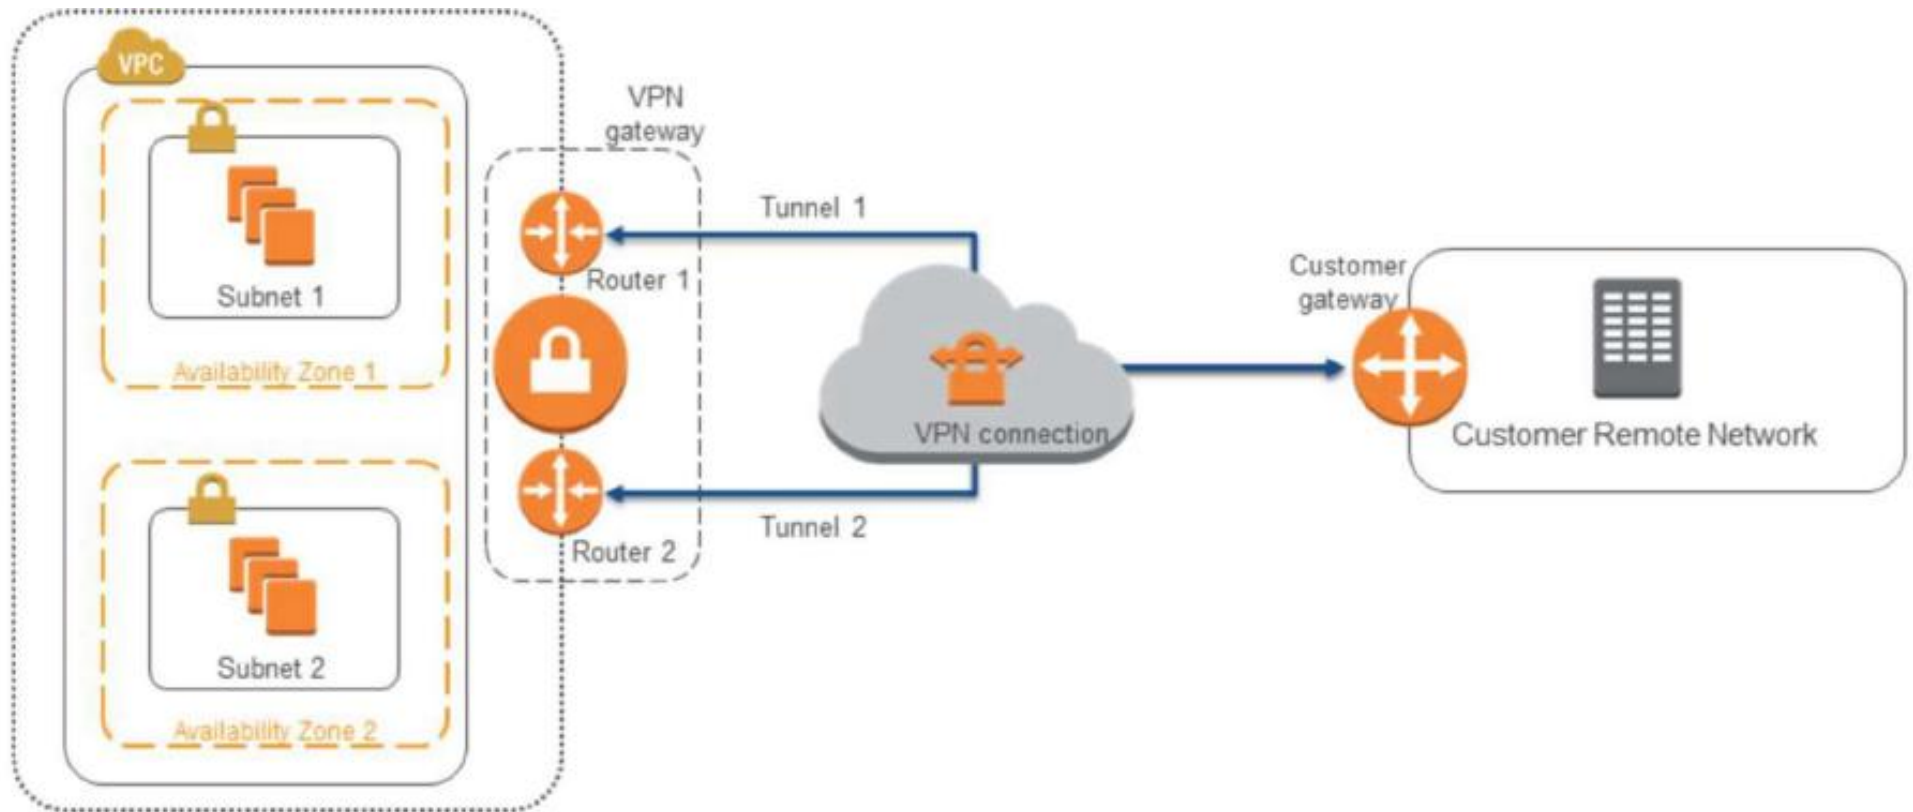 VPC
VPN
gateway
Tunnel 1
Router 1
Subnet 1
Availability Zone 1
Customer
gateway
VPN connection
Customer Remote Network
Tunnel 2
Router 2
Subnet 2
Availability Zone 2